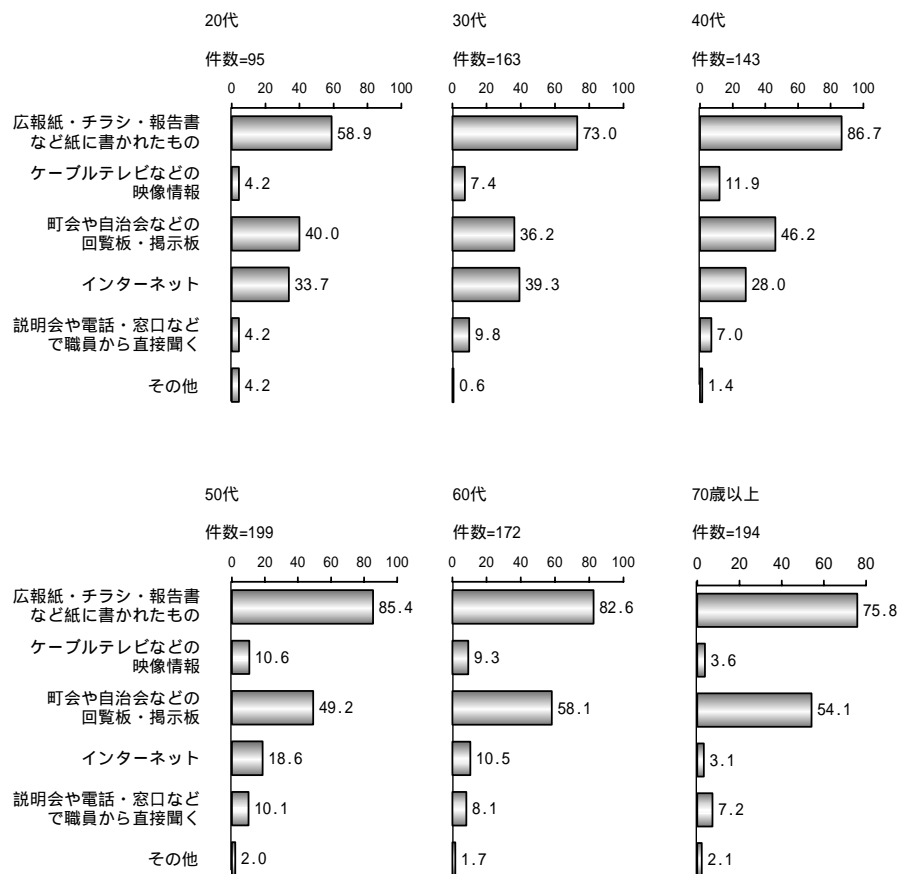 20代
30代
40代
件数=95
件数=163
件数=143
0 20 40 60 80 100
0 20 40 60 80 100
0 20 40 60 80 100
広報紙・チラシ・報告書
など紙に書かれたもの
58.9
73.0
86.7
ケーブルテレビなどの
映像情報
4.2
7.4
11.9
町会や自治会などの
回覧板・掲示板
40.0
36.2
46.2
インターネット
33.7
39.3
28.0
説明会や電話・窓口など
で職員から直接聞く
4.2
9.8
7.0
その他
4.2
0.6
1.4
50代
60代
70歳以上
件数=199
件数=172
件数=194
0 20 40 60 80 100
0 20 40 60 80 100
0 20 40 60 80
広報紙・チラシ・報告書
など紙に書かれたもの
85.4
82.6
75.8
ケーブルテレビなどの
映像情報
10.6
9.3
3.6
町会や自治会などの
回覧板・掲示板
49.2
58.1
54.1
インターネット
18.6
10.5
3.1
説明会や電話・窓口など
で職員から直接聞く
10.1
8.1
7.2
その他
2.0
1.7
2.1